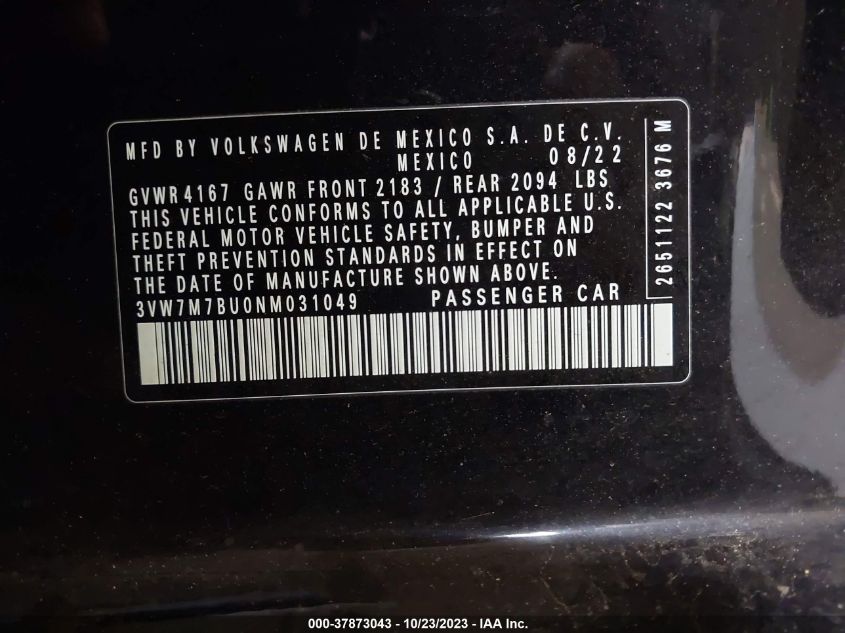 MFD BY VOLKSWAGEN DE MEXICO S.A. DE C.V.
MEXICO 08/22
GVWR 4167 GAWR FRONT 2183 / REAR 2094 LBS
THIS VEHICLE CONFORMS TO ALL APPLICABLE U.S.
FEDERAL MOTOR VEHICLE SAFETY, BUMPER AND
THEFT PREVENTION STANDARDS IN EFFECT ON
THE DATE OF MANUFACTURE SHOWN ABOVE.
3VW7M7BU0NM031049 PASSENGER CAR
2651122 3676 M
000-37873043 - 10/23/2023 - IAA Inc.